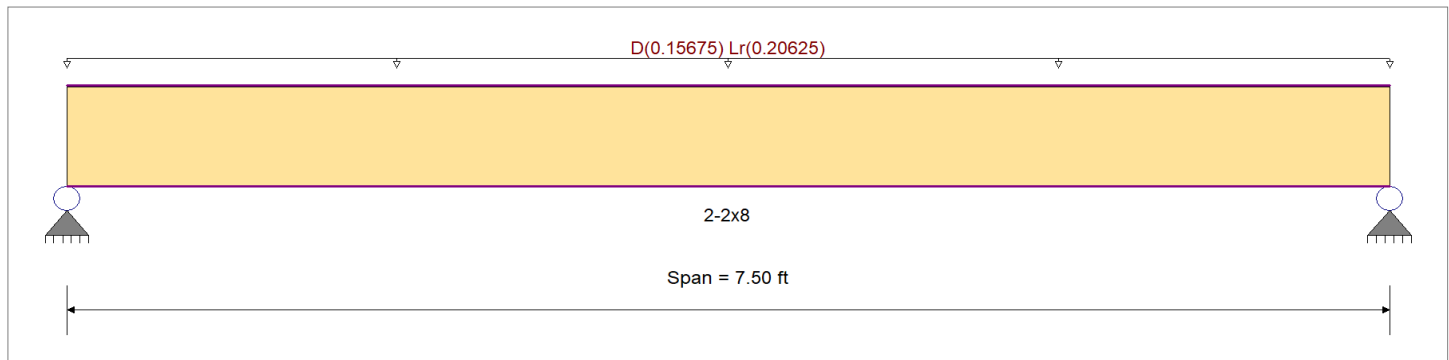 D(0.15675) Lr(0.20625)
2-2x8
Span = 7.50 ft